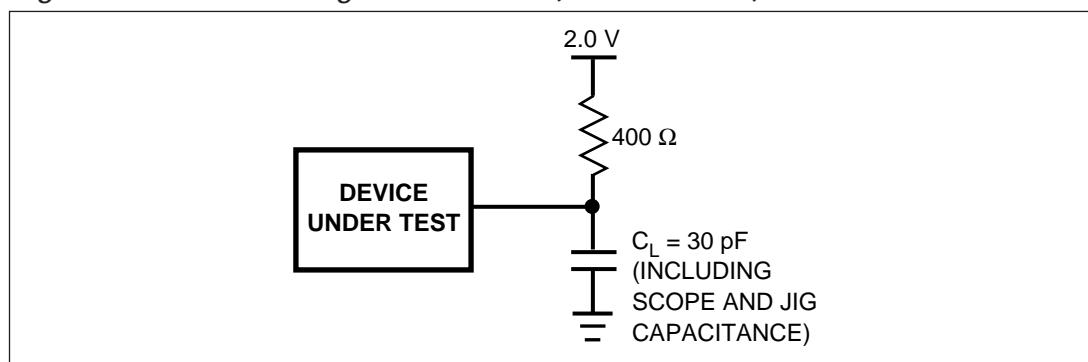 2.0 V
400 Ω
DEVICE
UNDER TEST
C_L = 30 pF
(INCLUDING
SCOPE AND JIG
CAPACITANCE)